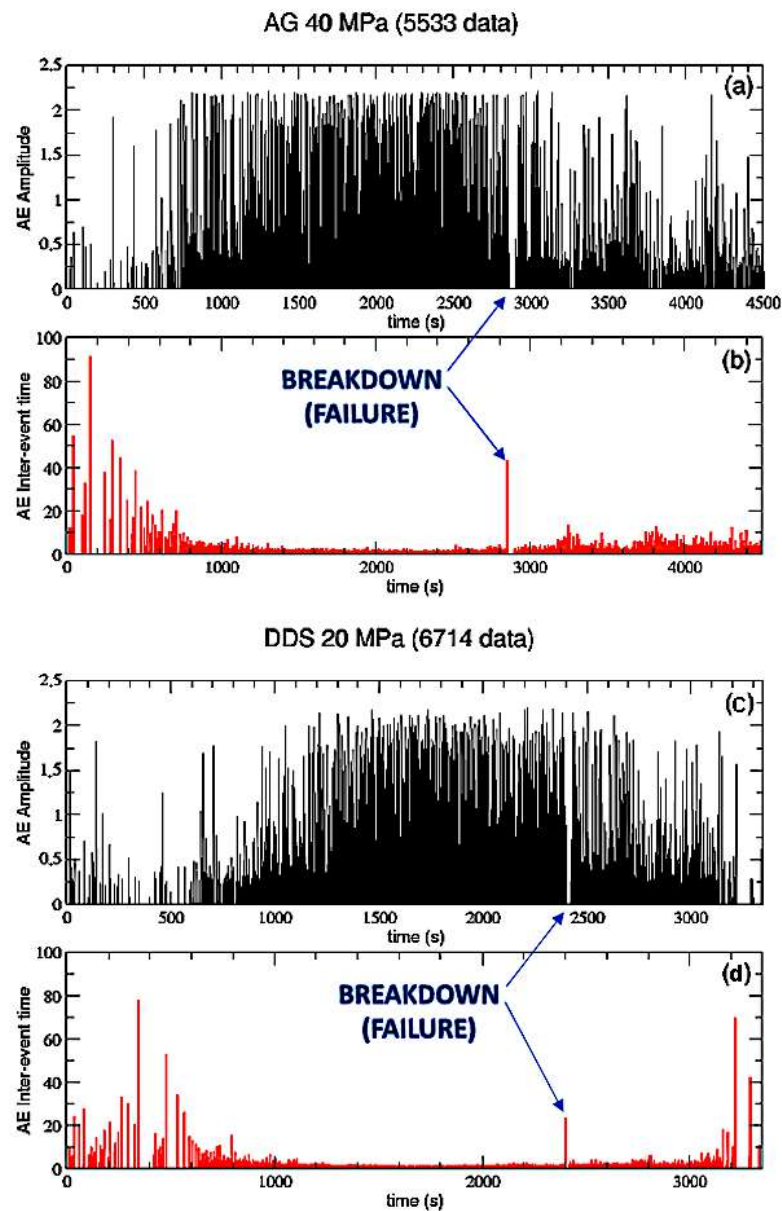 AG 40 MPa (5533 data)
(a)
AE Amplitude
2.5
2
1.5
1
0.5
0
0 500 1000 1500 2000 2500 3000 3500 4000 4500
time (s)
(b)
AE Inter-event time
100
80
60
40
20
0
BREAKDOWN
(FAILURE)
0 1000 2000 3000 4000
time (s)
DDS 20 MPa (6714 data)
(c)
AE Amplitude
2.5
2
1.5
1
0.5
0
0 500 1000 1500 2000 2500 3000
time (s)
(d)
AE Inter-event time
100
80
60
40
20
0
BREAKDOWN
(FAILURE)
0 1000 2000 3000
time (s)